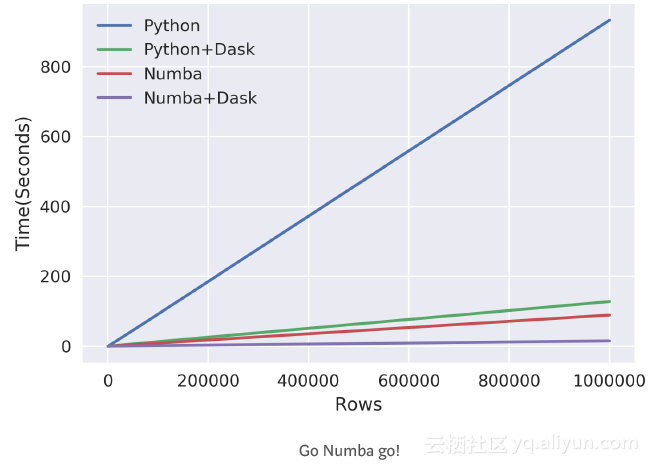 Python
Python+Dask
Numba
Numba+Dask
800
600
400
200
0
Time(Seconds)
0 200000 400000 600000 800000 1000000
Rows
Go Numba go!
云栖社区 yq.aliyun.com